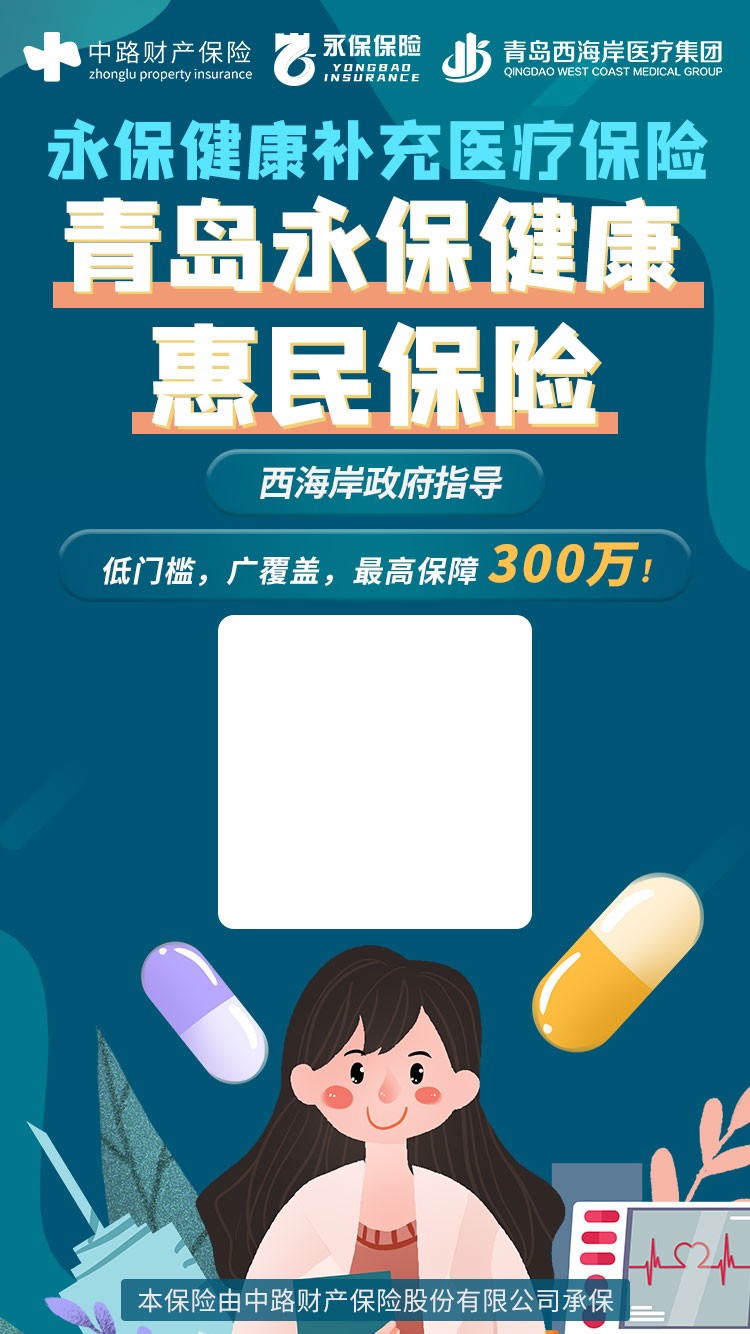 中路财产保险
zhonglu property insurance
永保保险
YONGBAO
INSURANCE
青岛西海岸医疗集团
QINGDAO WEST COAST MEDICAL GROUP
永保健康补充医疗保险
青岛永保健康
惠民保险
西海岸政府指导
低门槛，广覆盖，最高保障 300万!
本保险由中路财产保险股份有限公司承保